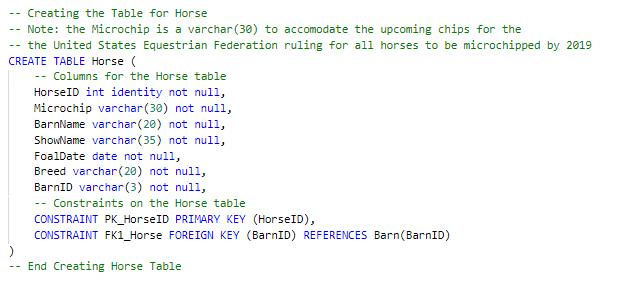 -- Creating the Table for Horse
-- Note: the Microchip is a varchar(30) to accomodate the upcoming chips for the
-- the United States Equestrian Federation ruling for all horses to be microchipped by 2019
CREATE TABLE Horse (
    -- Columns for the Horse table
    HorseID int identity not null,
    Microchip varchar(30) not null,
    BarnName varchar(20) not null,
    ShowName varchar(35) not null,
    FoalDate date not null,
    Breed varchar(20) not null,
    BarnID varchar(3) not null,
    -- Constraints on the Horse table
    CONSTRAINT PK_HorseID PRIMARY KEY (HorseID),
    CONSTRAINT FK1_Horse FOREIGN KEY (BarnID) REFERENCES Barn(BarnID)
)
-- End Creating Horse Table